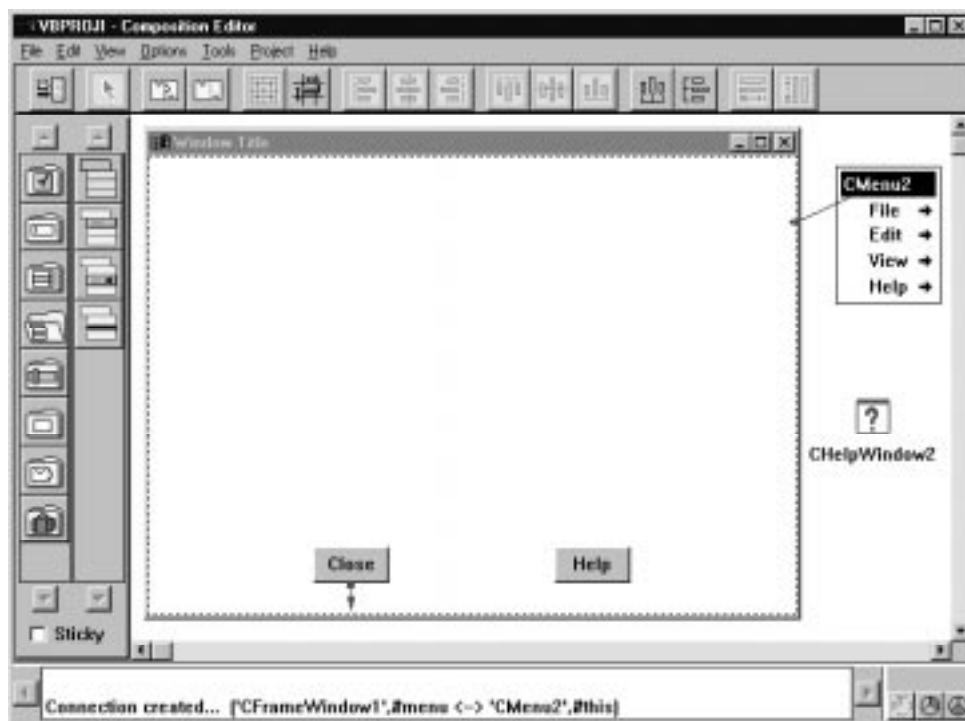 VBPROJI - Composition Editor
File Edit View Options Tools Project Help
Window Title
CMenu2
File
Edit
View
Help
?
CHelpWindow2
Close
Help
Sticky
Connection created... ('CFrameWindow1',#menu <-> 'CMenu2',#this)